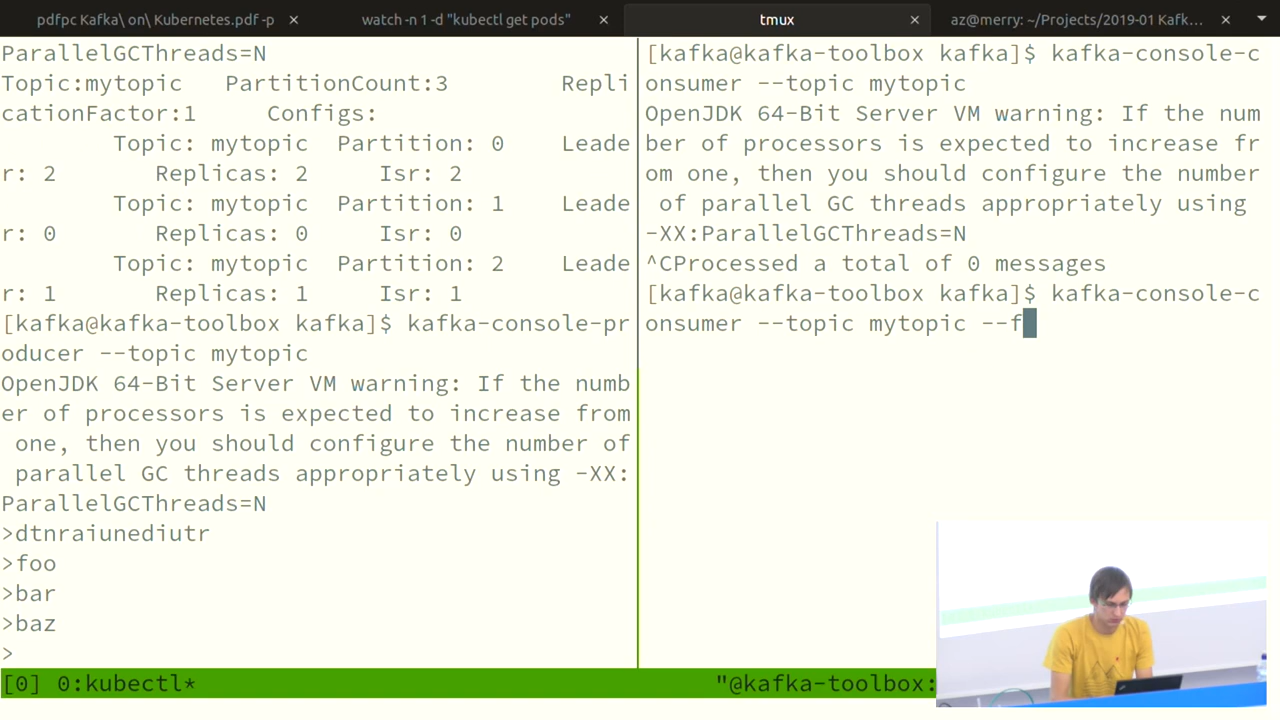 pdfpc Kafka\ on\ Kubernetes.pdf -p
watch -n 1 -d "kubectl get pods"
tmux
az@merry: ~/Projects/2019-01 Kafk...
ParallelGCThreads=N
Topic:mytopic PartitionCount:3 Repli
cationFactor:1 Configs:
Topic: mytopic Partition: 0 Leade
r: 2 Replicas: 2 Isr: 2
Topic: mytopic Partition: 1 Leade
r: 0 Replicas: 0 Isr: 0
Topic: mytopic Partition: 2 Leade
r: 1 Replicas: 1 Isr: 1
[kafka@kafka-toolbox kafka]$ kafka-console-pr
oducer --topic mytopic
OpenJDK 64-Bit Server VM warning: If the numb
er of processors is expected to increase from
one, then you should configure the number of
parallel GC threads appropriately using -XX:
ParallelGCThreads=N
>dtnraiunediutr
>foo
>bar
>baz
>
[kafka@kafka-toolbox kafka]$ kafka-console-c
onsumer --topic mytopic
OpenJDK 64-Bit Server VM warning: If the num
ber of processors is expected to increase fr
om one, then you should configure the number
of parallel GC threads appropriately using
-XX:ParallelGCThreads=N
^CProcessed a total of 0 messages
[kafka@kafka-toolbox kafka]$ kafka-console-c
onsumer --topic mytopic --f
[0] 0:kubectl* "@kafka-toolbox: